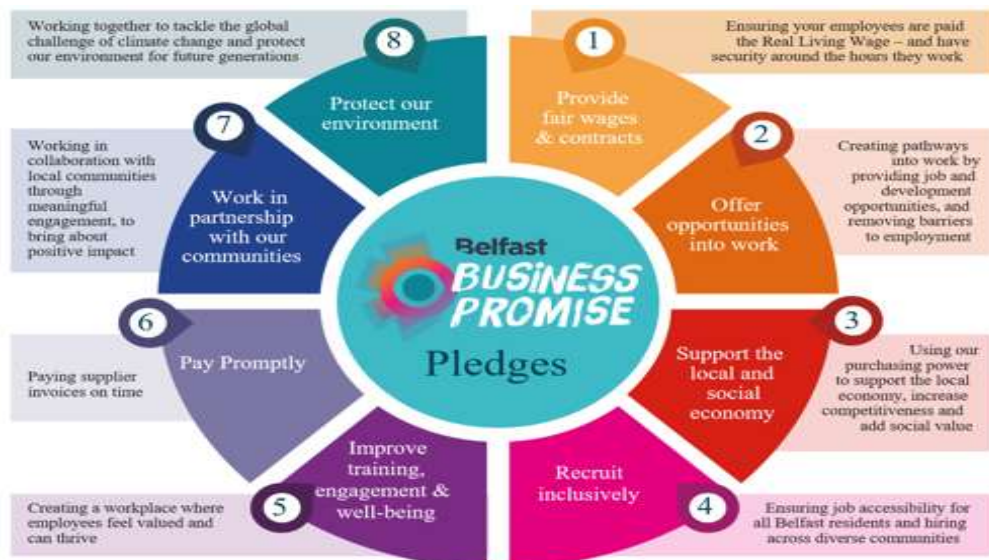 Belfast
BUSINESS
PROMISE
Pledges
1
Provide
fair wages
& contracts
Ensuring your employees are paid
the Real Living Wage – and have
security around the hours they work
2
Offer
opportunities
into work
Creating pathways
into work by
providing job and
development
opportunities, and
removing barriers
to employment
3
Support the
local and
social
economy
Using our
purchasing power
to support the local
economy, increase
competitiveness and
add social value
4
Recruit
inclusively
Ensuring job accessibility for
all Belfast residents and hiring
across diverse communities
5
Improve
training,
engagement &
well-being
Creating a workplace where
employees feel valued and
can thrive
6
Pay Promptly
Paying supplier
invoices on time
7
Work in
partnership
with our
communities
Working in
collaboration with
local communities
through
meaningful
engagement, to
bring about
positive impact
8
Protect our
environment
Working together to tackle the global
challenge of climate change and protect
our environment for future generations